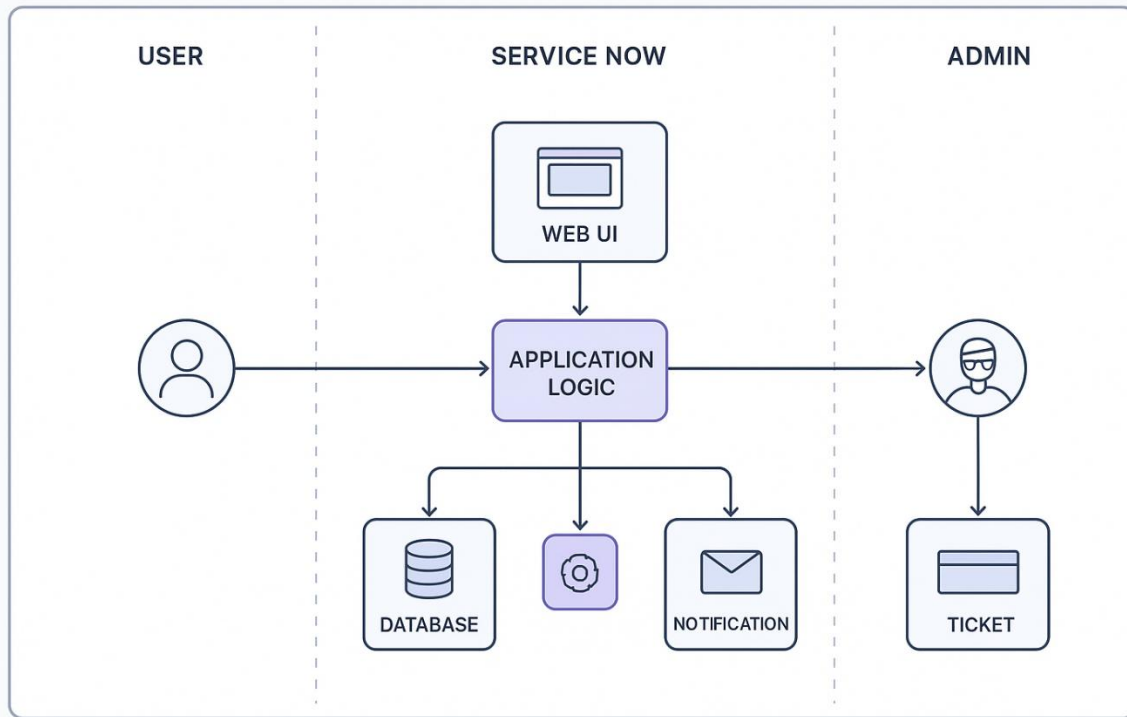 USER
SERVICE NOW
ADMIN
WEB UI
APPLICATION
LOGIC
DATABASE
NOTIFICATION
TICKET